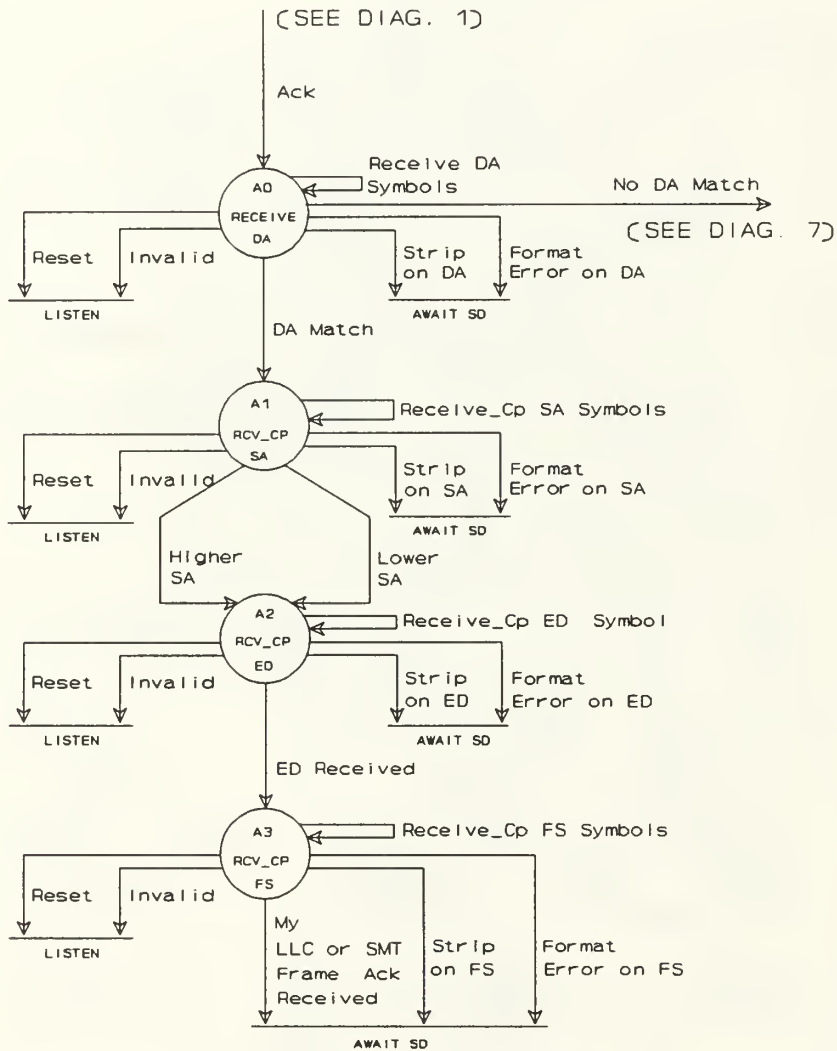 (SEE DIAG. 1)
Ack
A0
RECEIVE
DA
Receive DA
Symbols
No DA Match
(SEE DIAG. 7)
Reset
Invalid
Strip
on DA
Format
Error on DA
LISTEN
AWAIT SD
DA Match
A1
RCV_CP
SA
Receive_Cp SA Symbols
Reset
Invalid
Strip
on SA
Format
Error on SA
LISTEN
AWAIT SD
Higher
SA
Lower
SA
A2
RCV_CP
ED
Receive_Cp ED Symbol
Reset
Invalid
Strip
on ED
Format
Error on ED
LISTEN
AWAIT SD
ED Received
A3
RCV_CP
FS
Receive_Cp FS Symbols
Reset
Invalid
My
LLC or SMT
Frame Ack
Received
Strip
on FS
Format
Error on FS
LISTEN
AWAIT SD